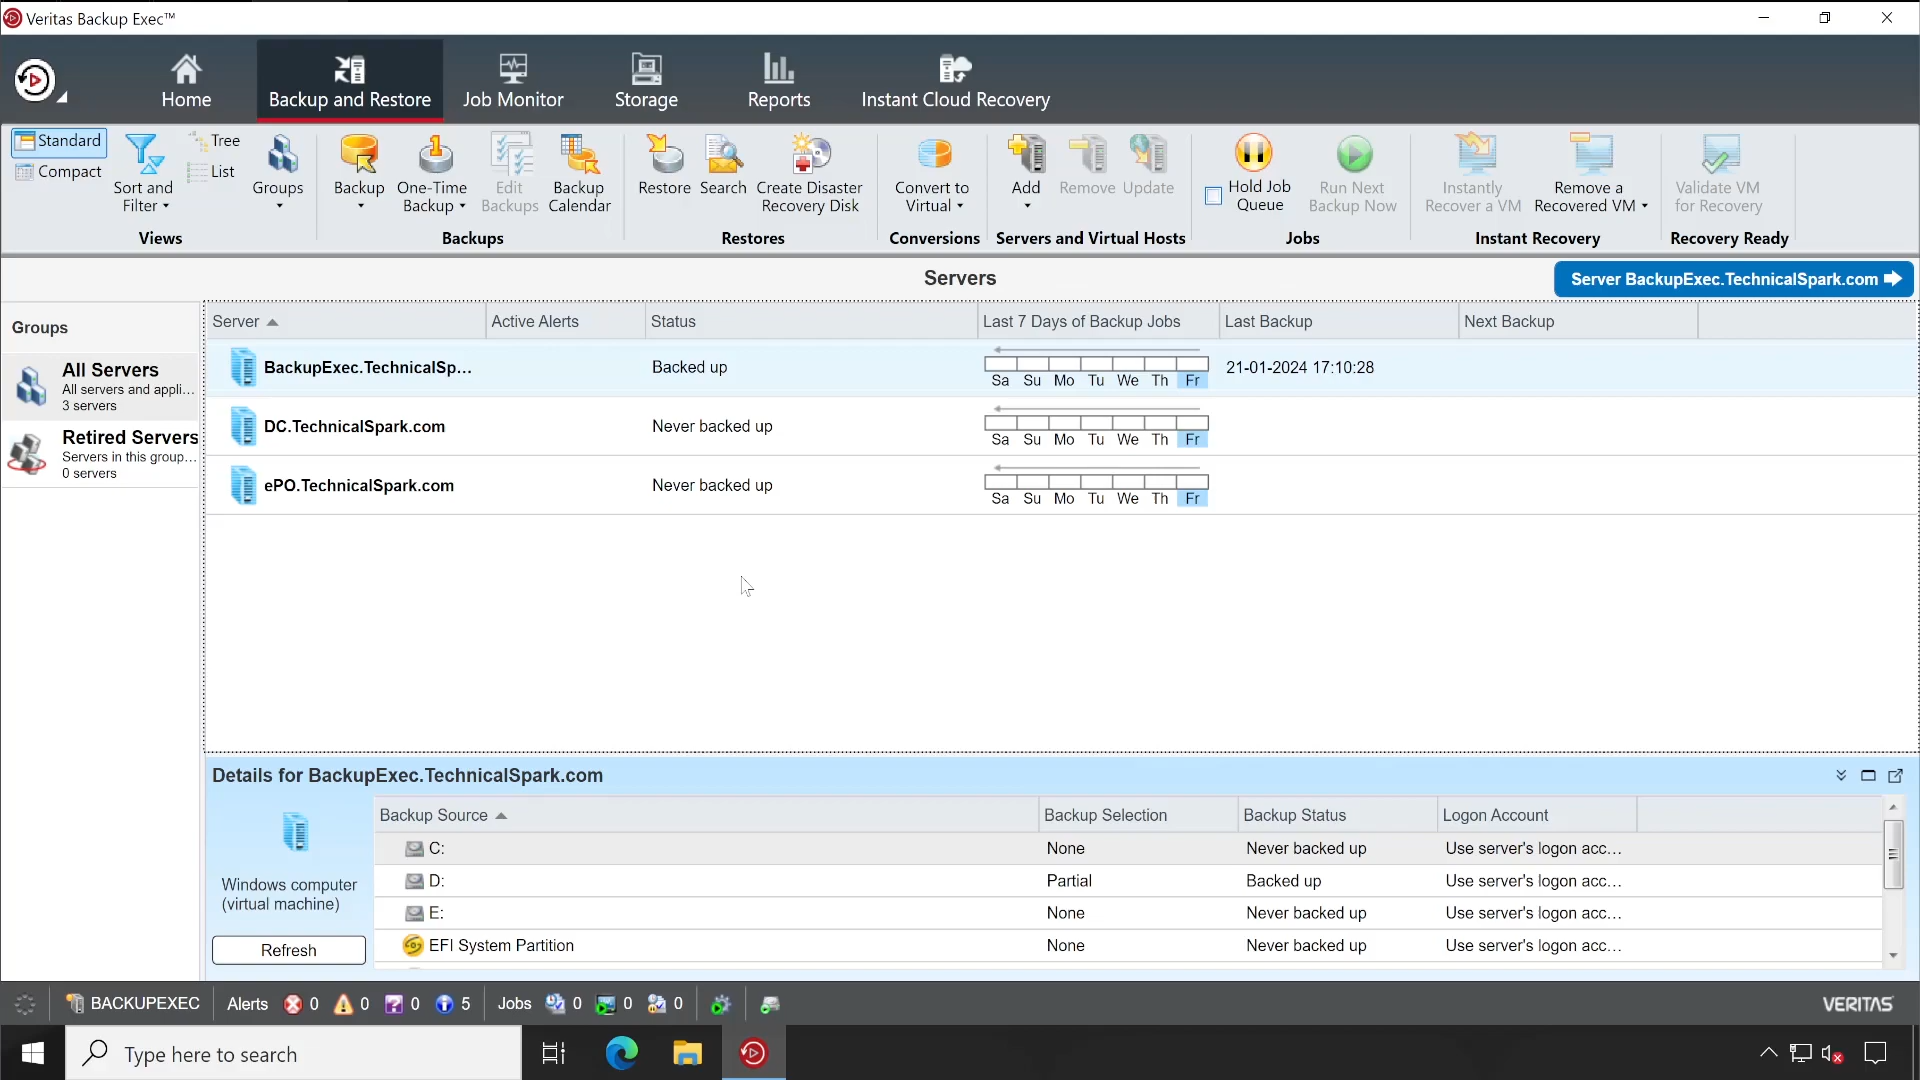 Veritas Backup Exec™
Home
Backup and Restore
Job Monitor
Storage
Reports
Instant Cloud Recovery
Standard
Compact
Sort and
Filter
Tree
List
Groups
Views
Backup
One-Time
Backup
Edit
Backups
Backup
Calendar
Backups
Restore
Search
Create Disaster
Recovery Disk
Restores
Convert to
Virtual
Conversions
Add
Remove
Update
Servers and Virtual Hosts
Hold Job
Queue
Run Next
Backup Now
Jobs
Instantly
Recover a VM
Remove a
Recovered VM
Instant Recovery
Validate VM
for Recovery
Recovery Ready
Servers
Server BackupExec.TechnicalSpark.com
Groups
All Servers
All servers and appli...
3 servers
Retired Servers
Servers in this group...
0 servers
Server Active Alerts Status Last 7 Days of Backup Jobs Last Backup Next Backup
BackupExec.TechnicalSp... Backed up 21-01-2024 17:10:28
Sa Su Mo Tu We Th Fr
DC.TechnicalSpark.com Never backed up
Sa Su Mo Tu We Th Fr
ePO.TechnicalSpark.com Never backed up
Sa Su Mo Tu We Th Fr
Details for BackupExec.TechnicalSpark.com
Windows computer
(virtual machine)
Refresh
Backup Source Backup Selection Backup Status Logon Account
C: None Never backed up Use server's logon acc...
D: Partial Backed up Use server's logon acc...
E: None Never backed up Use server's logon acc...
EFI System Partition None Never backed up Use server's logon acc...
BACKUPEXEC Alerts 0 0 0 5 Jobs 0 0 0
VERITAS
Type here to search